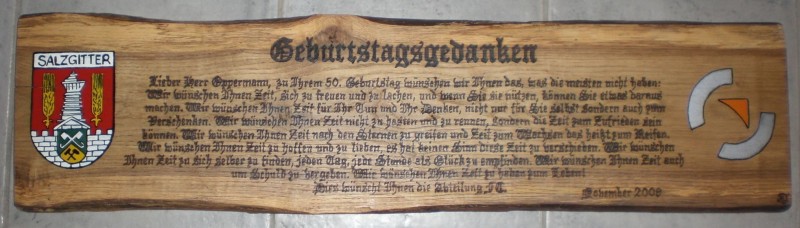 SALZGITTER
Geburtstagsgedanken
Lieber Herr Oppermann, zu Ihrem 50. Geburtstag wünschen wir Ihnen das, was die meisten nicht haben:
Wir wünschen Ihnen Zeit, sich zu freuen und zu lachen, und wenn Sie sie nützen, können Sie etwas daraus
machen. Wir wünschen Ihnen Zeit für Ihr Tun und Ihr Denken, nicht nur für Sie selbst sondern auch zum
Verschenken. Wir wünschen Ihnen Zeit nicht zu hasten und zu rennen, sondern die Zeit zum Zufrieden sein
können. Wir wünschen Ihnen Zeit nach den Sternen zu greifen und Zeit zum Wachsen das heißt zum Reifen.
Wir wünschen Ihnen Zeit zu hoffen und zu lieben, es hat keinen Sinn diese Zeit zu verschieben. Wir wünschen
Ihnen Zeit zu sich selber zu finden, jeden Tag, jede Stunde als Glück zu empfinden. Wir wünschen Ihnen Zeit auch
um Schuld zu vergeben. Wir wünschen Ihnen Zeit zu haben zum Leben!
Dies wünscht Ihnen die Abteilung November 2008